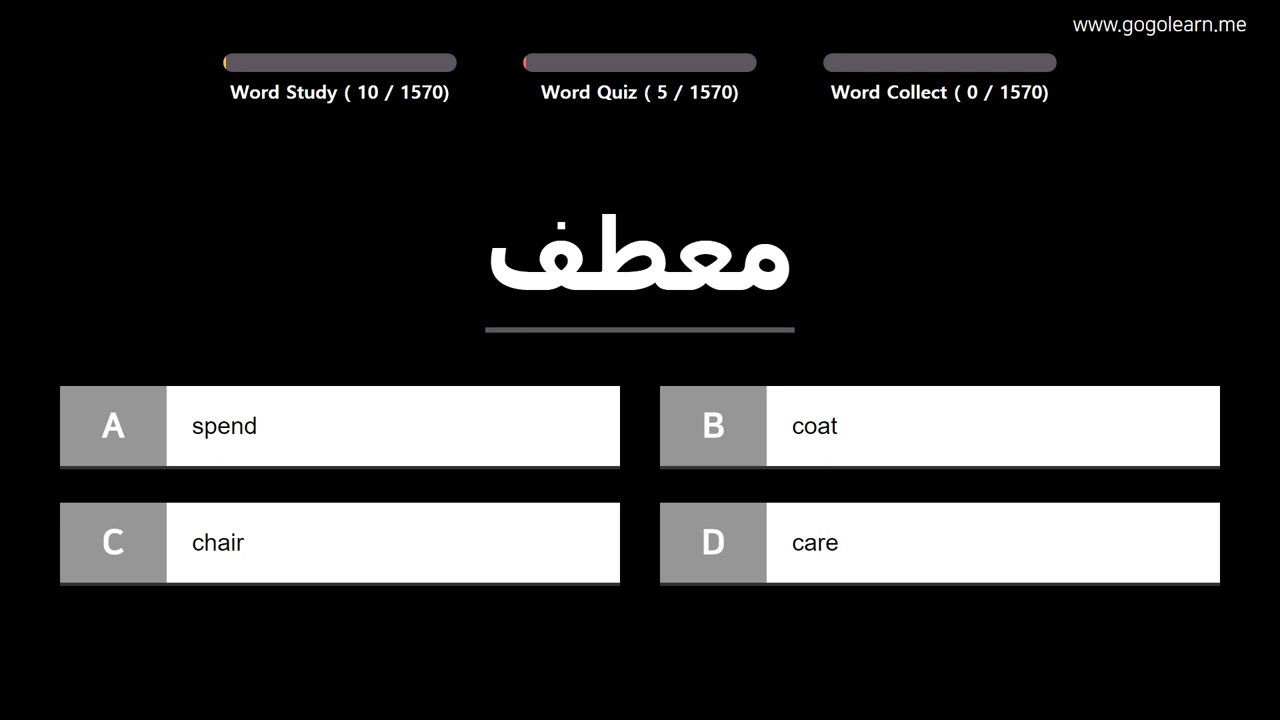 www.gogolearn.me
Word Study ( 10 / 1570)
Word Quiz ( 5 / 1570)
Word Collect ( 0 / 1570)
معطف
A spend
B coat
C chair
D care